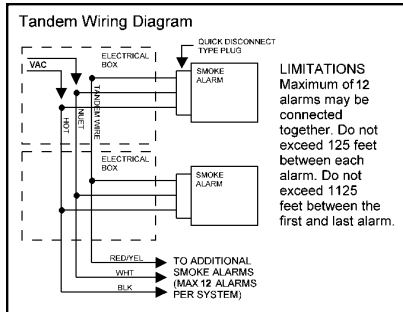 Tandem Wiring Diagram
QUICK DISCONNECT
TYPE PLUG
ELECTRICAL
BOX
VAC
SMOKE
ALARM
HOT
NUET
TANDEM WIRE
LIMITATIONS
Maximum of 12
alarms may be
connected
together. Do not
exceed 125 feet
between each
alarm. Do not
exceed 1125
feet between the
first and last alarm.
ELECTRICAL
BOX
SMOKE
ALARM
RED/YEL
WHT
BLK
TO ADDITIONAL
SMOKE ALARMS
(MAX 12 ALARMS
PER SYSTEM)